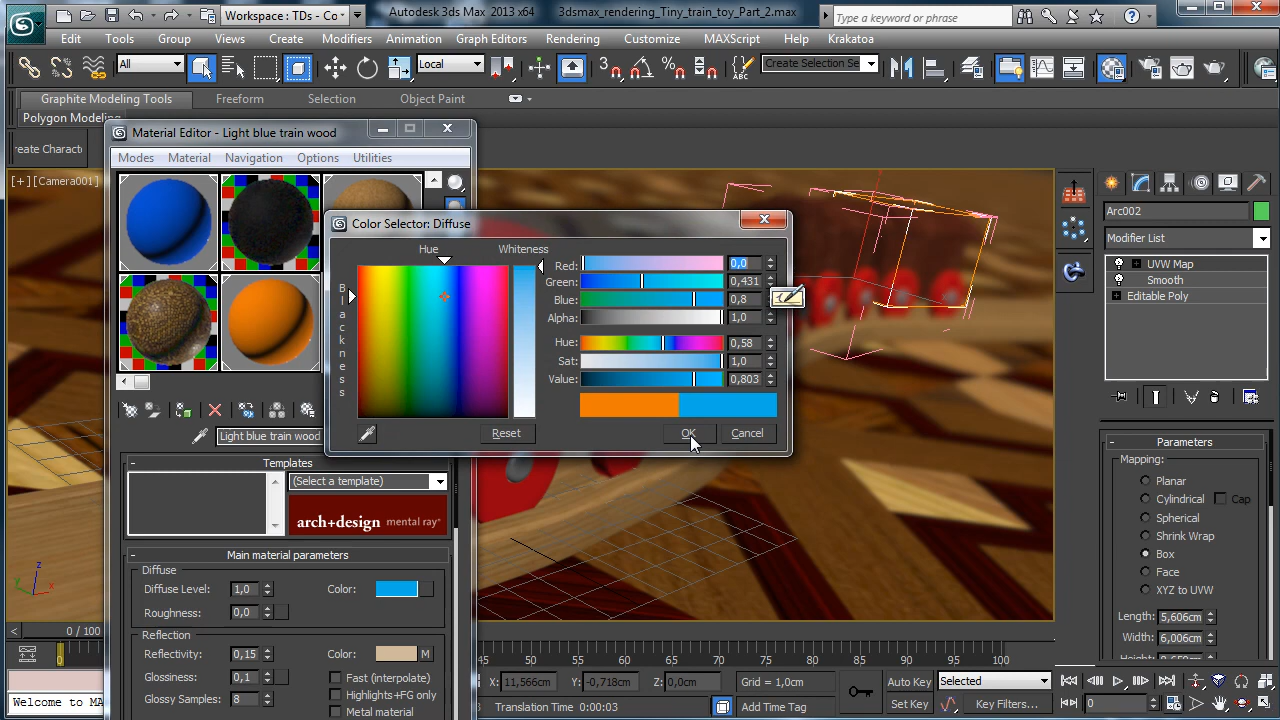 Workspace : TDs - Co
Autodesk 3ds Max 2013 x64
3dsmax_rendering_Tiny_train_toy_Part_2.max
Type a keyword or phrase
Edit Tools Group Views Create Modifiers Animation Graph Editors Rendering Customize MAXScript Help Krakatoa
All
Local
Create Selection Se
Graphite Modeling Tools Freeform Selection Object Paint
Polygon Modeling
reate Charact
[+][Camera001]
Material Editor - Light blue train wood
Modes Material Navigation Options Utilities
Color Selector: Diffuse
Hue
Whiteness
Blackness
Red: 0,0
Green: 0,431
Blue: 0,8
Alpha: 1,0
Hue: 0,58
Sat: 1,0
Value: 0,803
Reset
OK
Cancel
Light blue train wood
- Templates
(Select a template)
arch+design mental ray
- Main material parameters
Diffuse
Diffuse Level: 1,0 Color:
Roughness: 0,0
Reflection
Reflectivity: 0,15 Color: M
Glossiness: 0,1 Fast (interpolate)
Highlights+FG only
Glossy Samples: 8
Metal material
Arc002
Modifier List
UVW Map
Smooth
Editable Poly
- Parameters
Mapping:
Planar
Cylindrical Cap
Spherical
Shrink Wrap
Box
Face
XYZ to UVW
Length: 5,606cm
Width: 6,006cm
z
x
y
< 0 / 100
0
45 50 55 60 65 70 75 80 85 90 95 100
X: 11,566cm Y: -0,718cm Z: 0,0cm Grid = 1,0cm
Auto Key Selected
Welcome to MA
Translation Time 0:00:03
Add Time Tag
Set Key Key Filters... 0